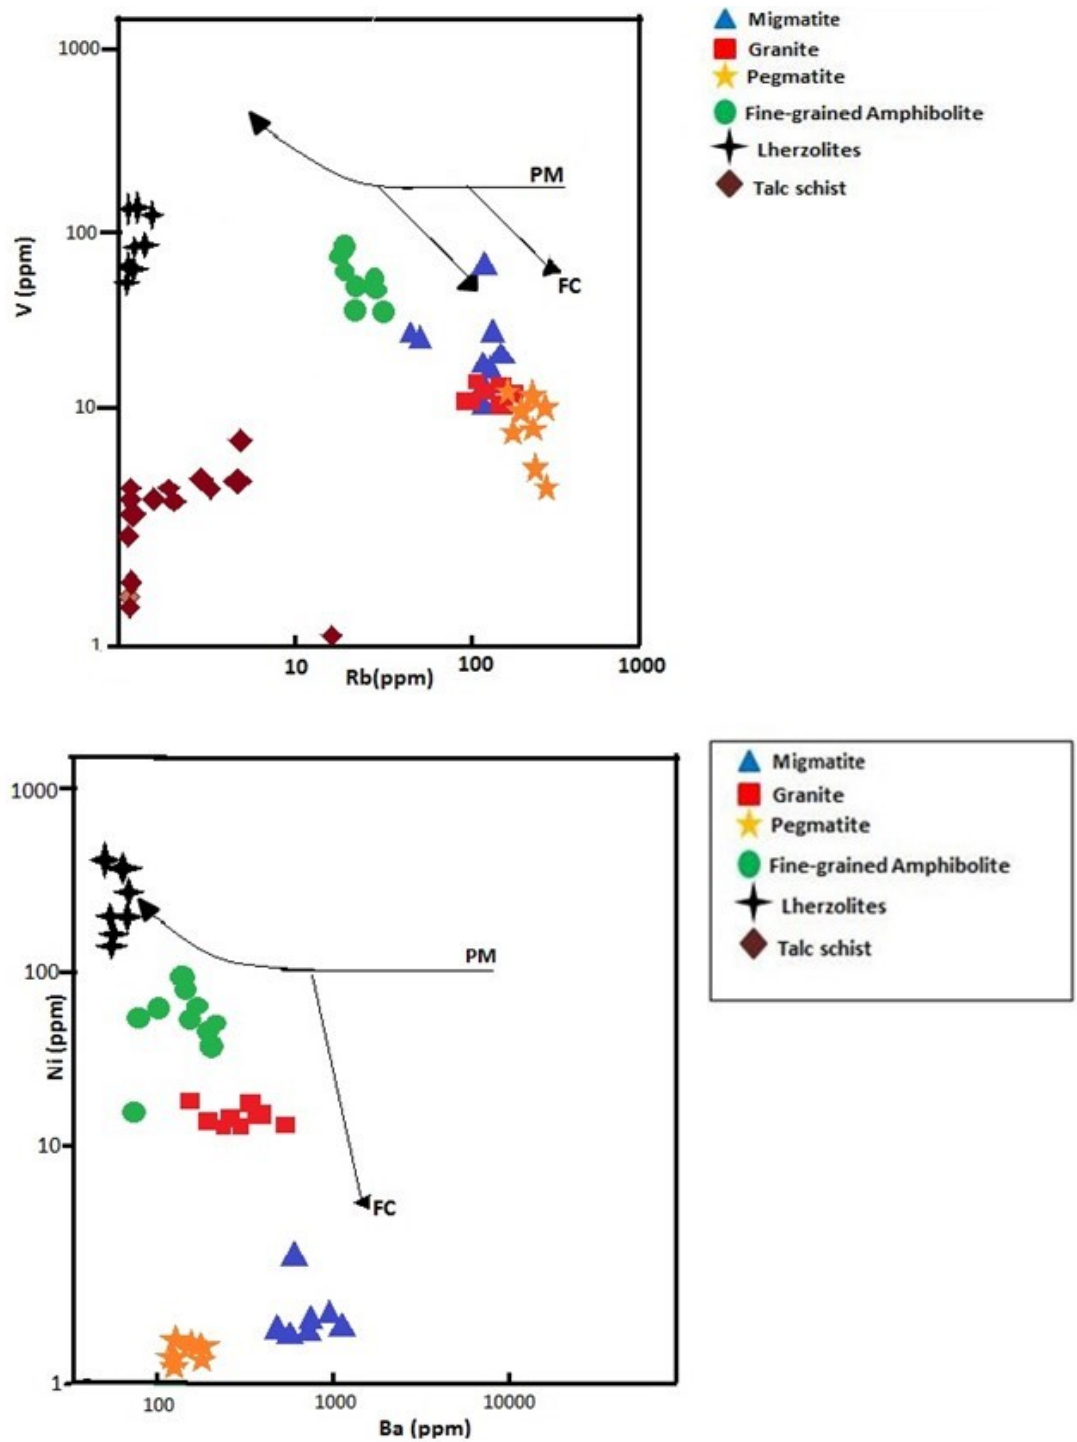 1000
100
10
1
V (ppm)
PM
FC
10
100
1000
Rb(ppm)
Migmatite
Granite
Pegmatite
Fine-grained Amphibolite
Lherzolites
Talc schist
1000
100
10
1
Ni (ppm)
PM
FC
100
1000
10000
Ba (ppm)
Migmatite
Granite
Pegmatite
Fine-grained Amphibolite
Lherzolites
Talc schist